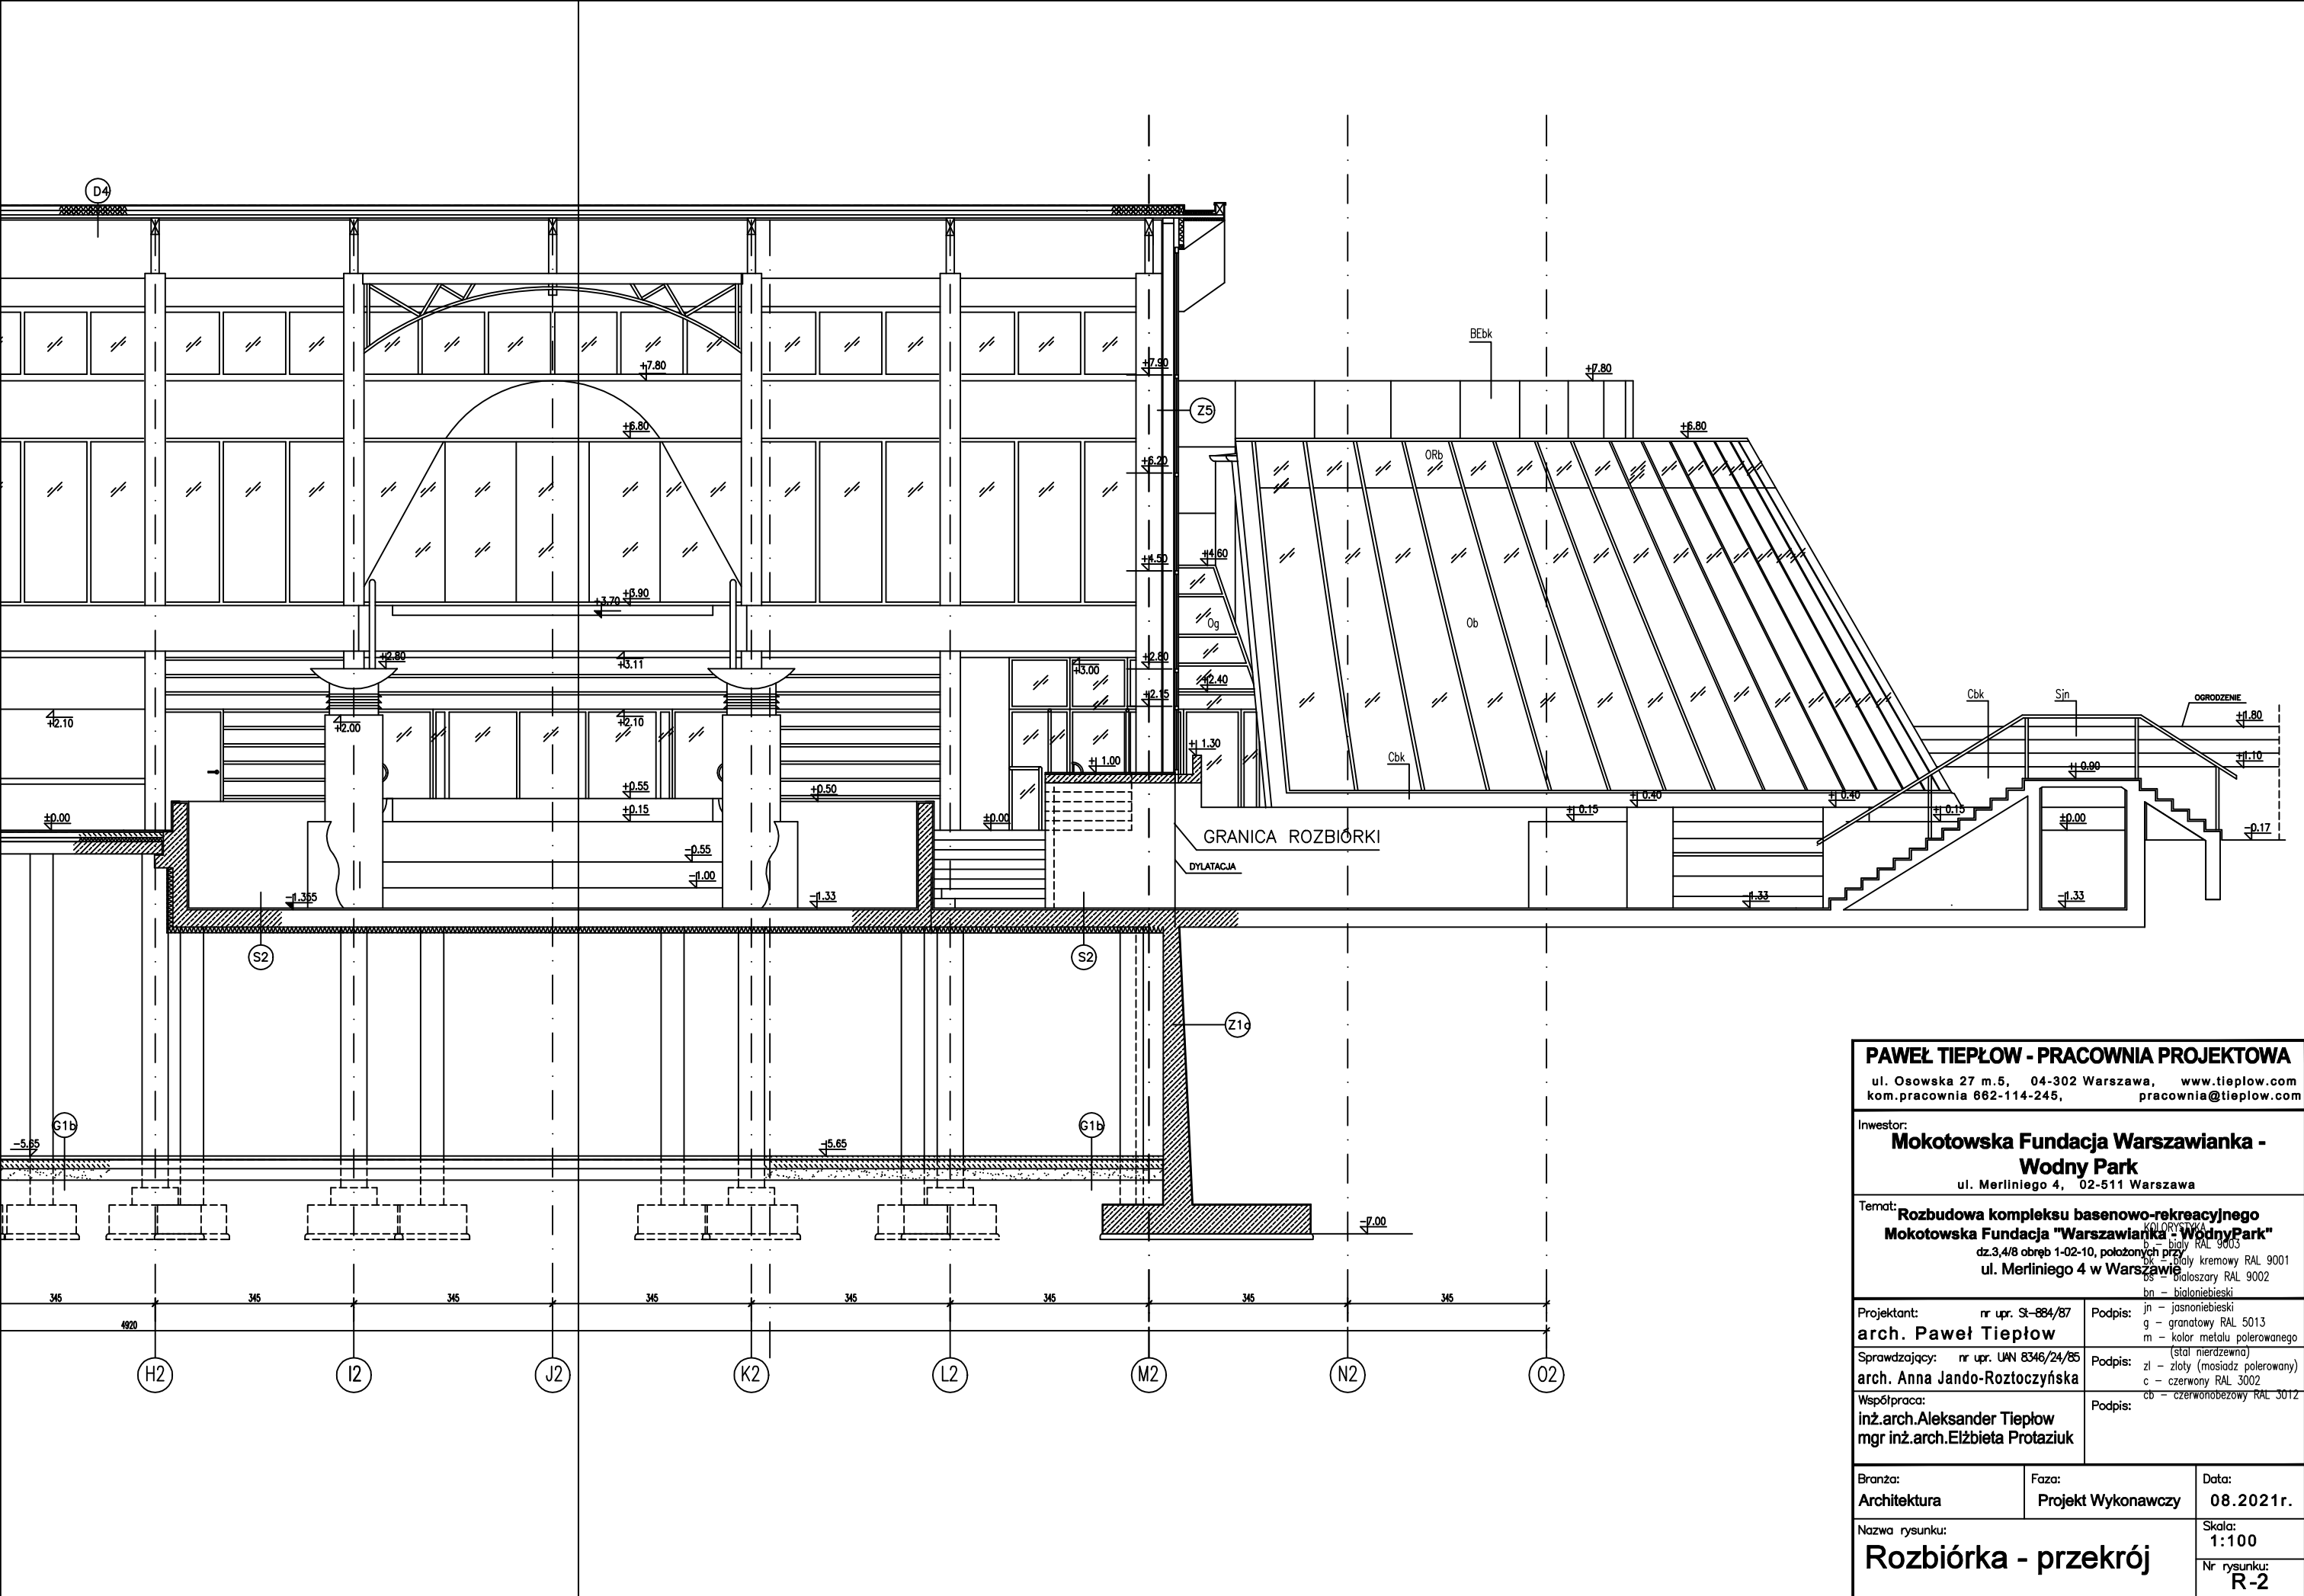 D4
BEbk
+7.80
+7.80
+7.90
Z5
+6.80
+6.80
ORb
+6.20
+4.50
+4.60
+3.90
+3.70
Og
Ob
+2.80
+3.11
+3.00
+2.80
+2.40
+2.15
Cbk
Sjn
OGRODZENIE
+1.80
+2.10
+2.00
+2.10
+1.30
+1.00
Cbk
+1.10
+0.90
+0.55
+0.50
+0.40
+0.40
+0.15
+0.15
+0.15
±0.00
±0.00
±0.00
-0.17
GRANICA ROZBIÓRKI
-0.55
DYLATACJA
-1.00
-1.355
-1.33
-1.33
-1.33
S2
S2
Z1a
G1b
G1b
-5.65
-5.65
-7.00
345 345 345 345 345 345 345 345
4920
H2 I2 J2 K2 L2 M2 N2 O2
PAWEŁ TIEPŁOW - PRACOWNIA PROJEKTOWA
ul. Osowska 27 m.5, 04-302 Warszawa, www.tieplow.com
kom.pracownia 662-114-245, pracownia@tieplow.com
Inwestor:
Mokotowska Fundacja Warszawianka -
Wodny Park
ul. Merliniego 4, 02-511 Warszawa
Temat:
Rozbudowa kompleksu basenowo-rekreacyjnego
Mokotowska Fundacja "Warszawianka - WodnyPark"
dz.3,4/8 obręb 1-02-10, położonych przy
ul. Merliniego 4 w Warszawie
KOLORYSTYKA
b – bialy RAL 9003
bk – bialy kremowy RAL 9001
bs – bialoszary RAL 9002
bn – bialoniebieski
jn – jasnoniebieski
g – granatowy RAL 5013
m – kolor metalu polerowanego
(stal nierdzewna)
zl – zloty (mosiadz polerowany)
c – czerwony RAL 3002
cb – czerwonobezowy RAL 3012
Projektant: nr upr. St-884/87
arch. Paweł Tiepłow
Podpis:
Sprawdzający: nr upr. UAN 8346/24/85
arch. Anna Jando-Roztoczyńska
Podpis:
Współpraca:
inż.arch.Aleksander Tiepłow
mgr inż.arch.Elżbieta Protaziuk
Podpis:
Branża:
Architektura
Faza:
Projekt Wykonawczy
Data:
08.2021r.
Nazwa rysunku:
Rozbiórka - przekrój
Skala:
1:100
Nr rysunku:
R-2